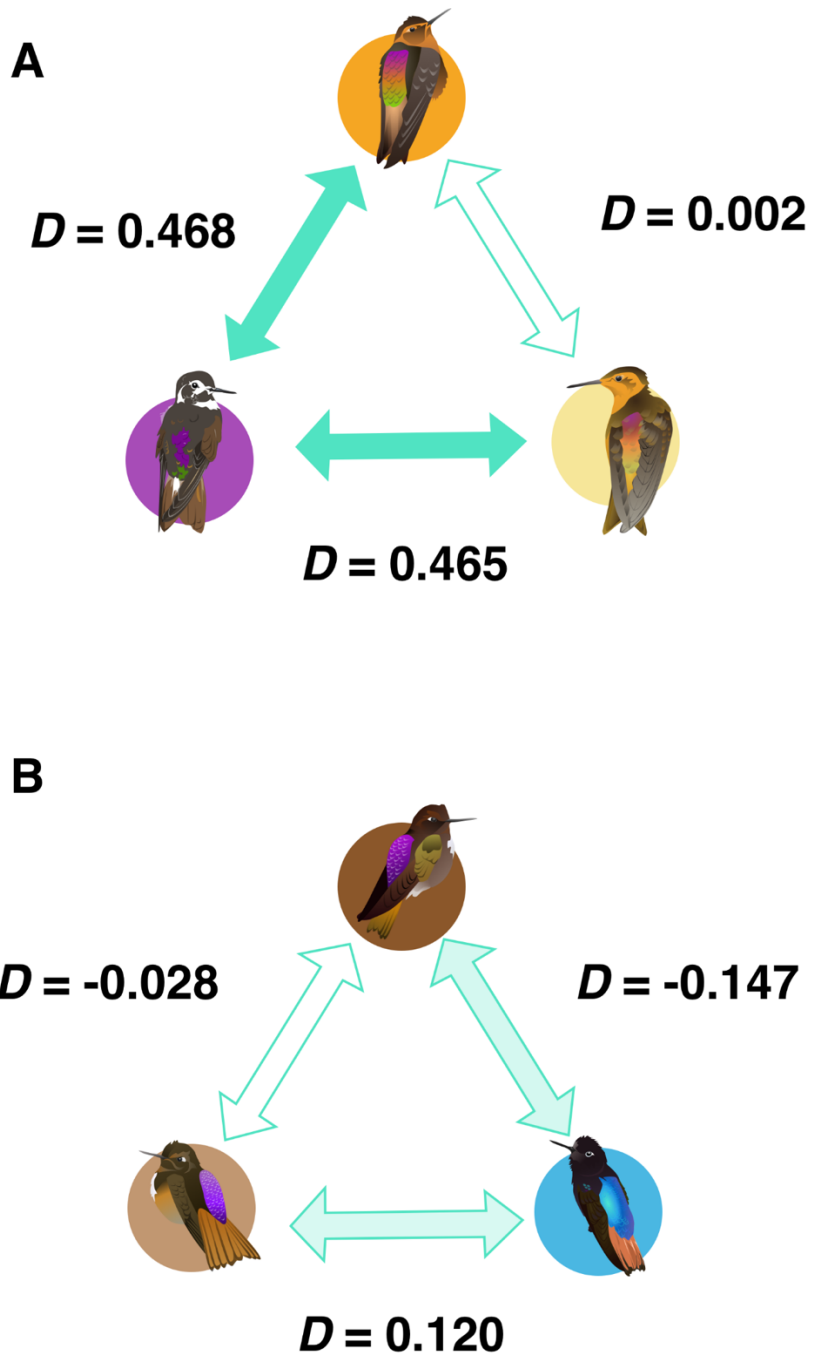 A
D = 0.468
D = 0.002
D = 0.465
B
D = -0.028
D = -0.147
D = 0.120